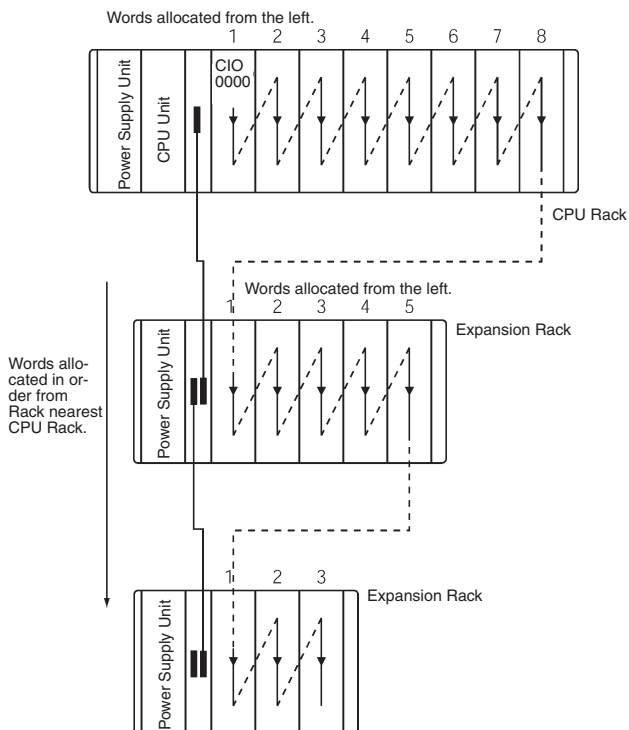 Words allocated from the left.
1 2 3 4 5 6 7 8
Power Supply Unit
CPU Unit
CIO
0000
CPU Rack
Words allocated from the left.
1 2 3 4 5
Power Supply Unit
Expansion Rack
Words allo-
cated in or-
der from
Rack nearest
CPU Rack.
1 2 3
Power Supply Unit
Expansion Rack